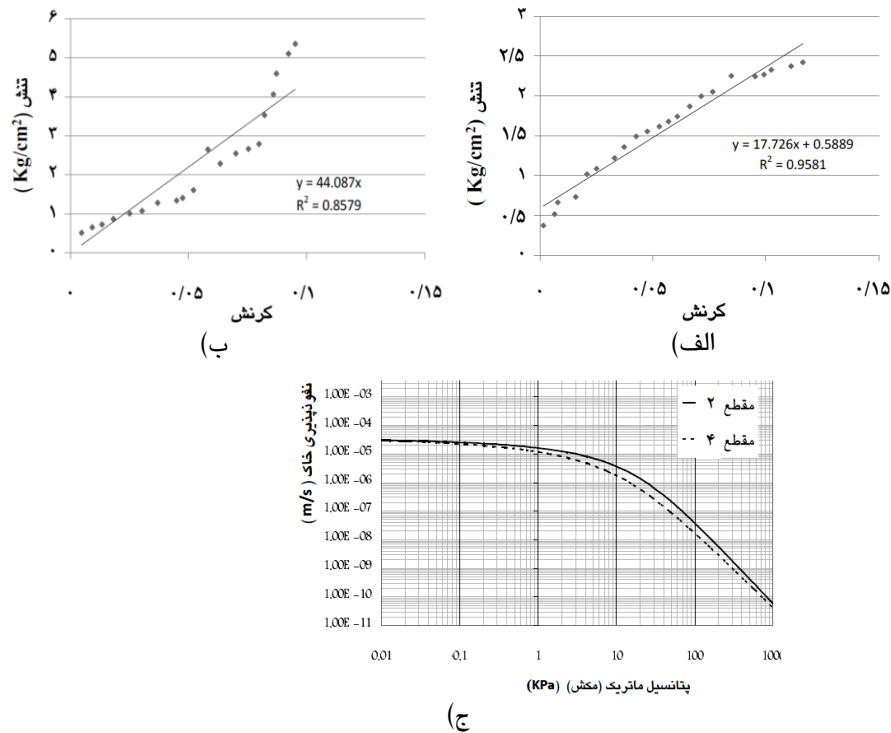 ۶
۵
۴
۳
۲
۱
۰
تنش (Kg/cm²)
y = 44.087x
R² = 0.8579
۰
۰/۰۵
۰/۱
۰/۱۵
کرنش
ب)
۳
۲/۵
۲
۱/۵
۱
۰/۵
۰
تنش (Kg/cm²)
y = 17.726x + 0.5889
R² = 0.9581
۰
۰/۰۵
۰/۱
۰/۱۵
کرنش
الف)
نفوذپذیری خاک (m/s)
1,00E -03
1,00E -04
1,00E -05
1,00E -06
1,00E -07
1,00E -08
1,00E -09
1,00E -10
1,00E -11
مقطع ۲
مقطع ۴
0,01
0,1
1
10
100
100
پتانسیل ماتریک (مکش) (KPa)
ج)